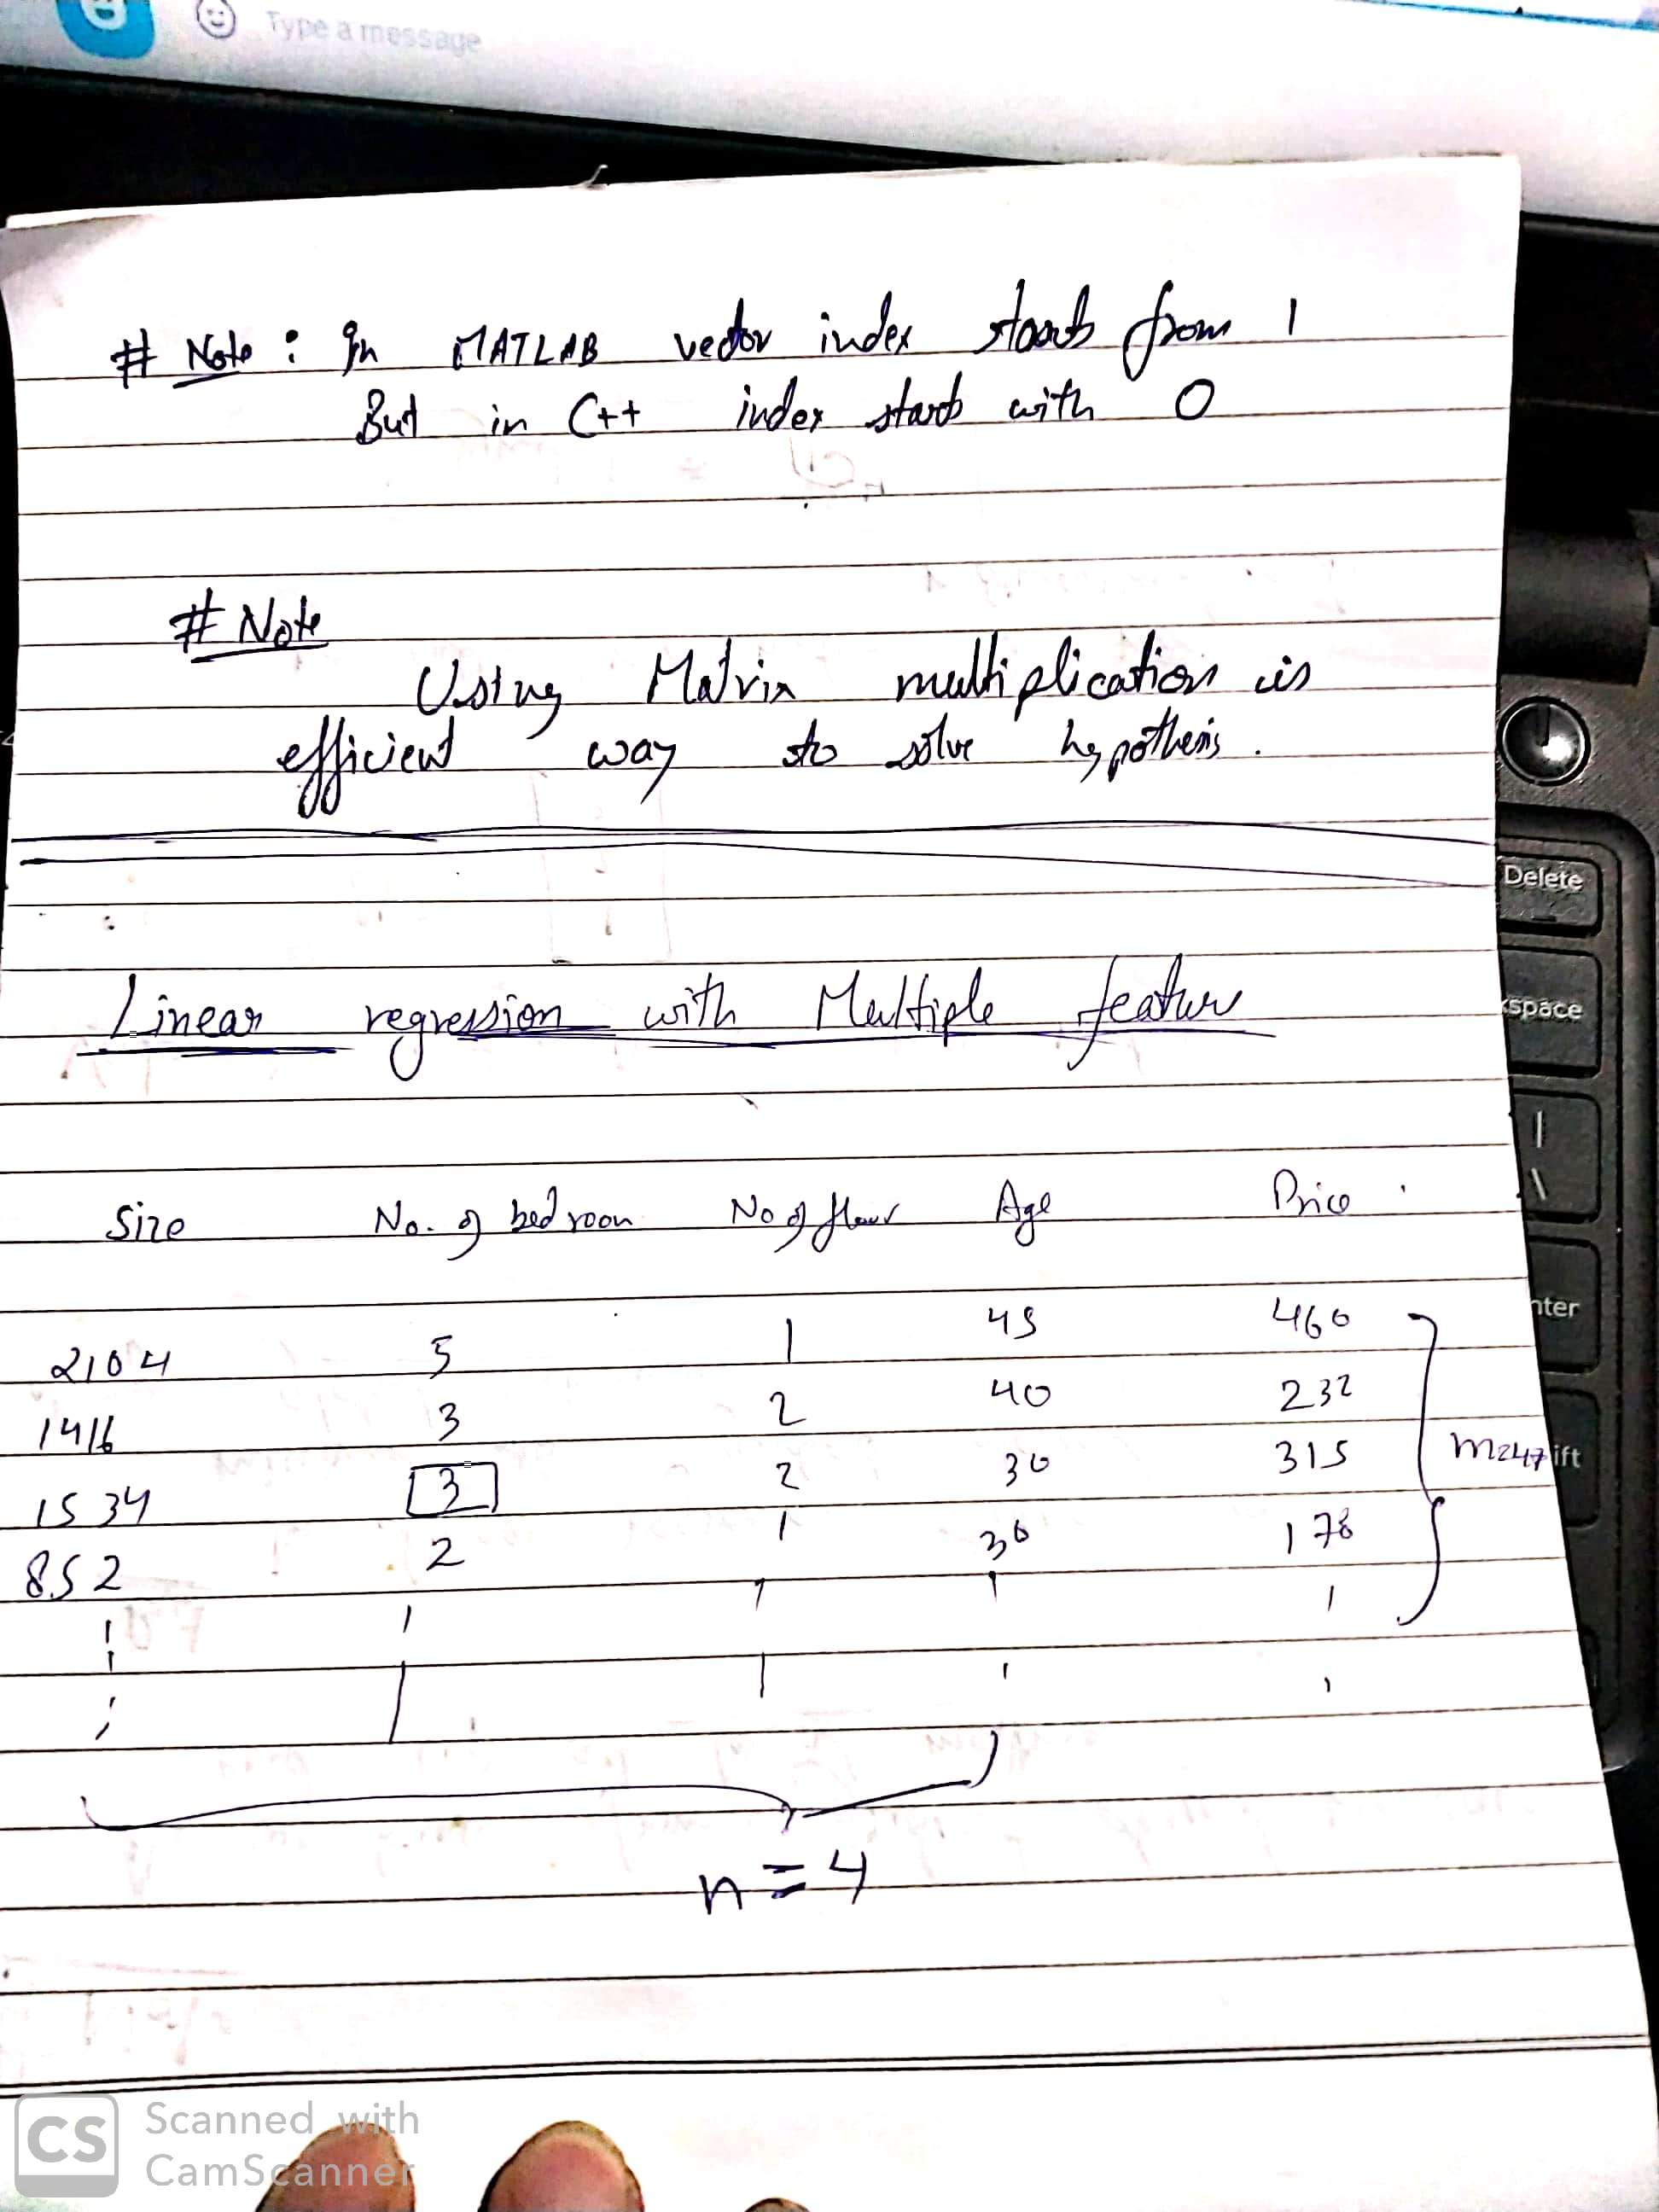 Type a message
# Note : In MATLAB vector index starts from 1
But in C++ index starts with 0
# Note
Using Matrix multiplication is
efficient way to solve hypothesis.
Delete
kspace
Linear regression with Multiple feature
|
\
Size No. of bedroom No of floor Age Price
nter
2104 5 1 45 460
1416 3 2 40 232
1534 3 2 30 315
852 2 1 36 178
m=47
ift
n = 4
CS Scanned with
CamScanner